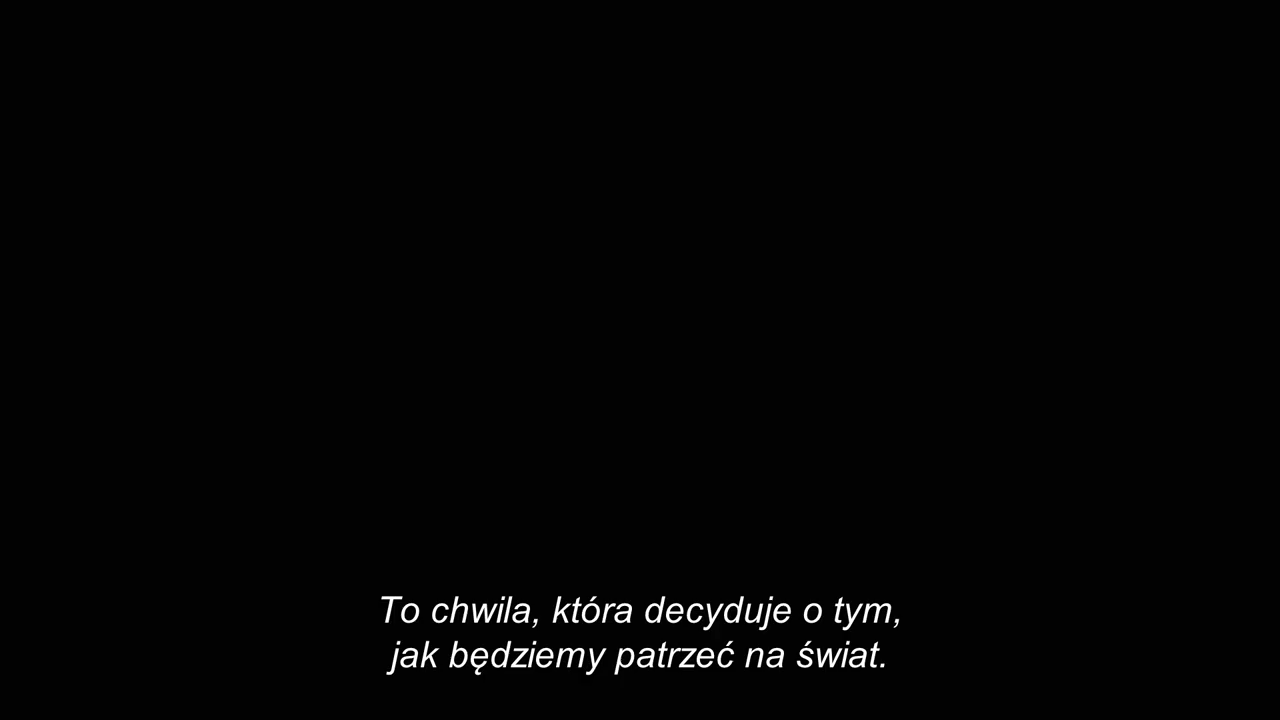 To chwila, która decyduje o tym,
jak będziemy patrzeć na świat.